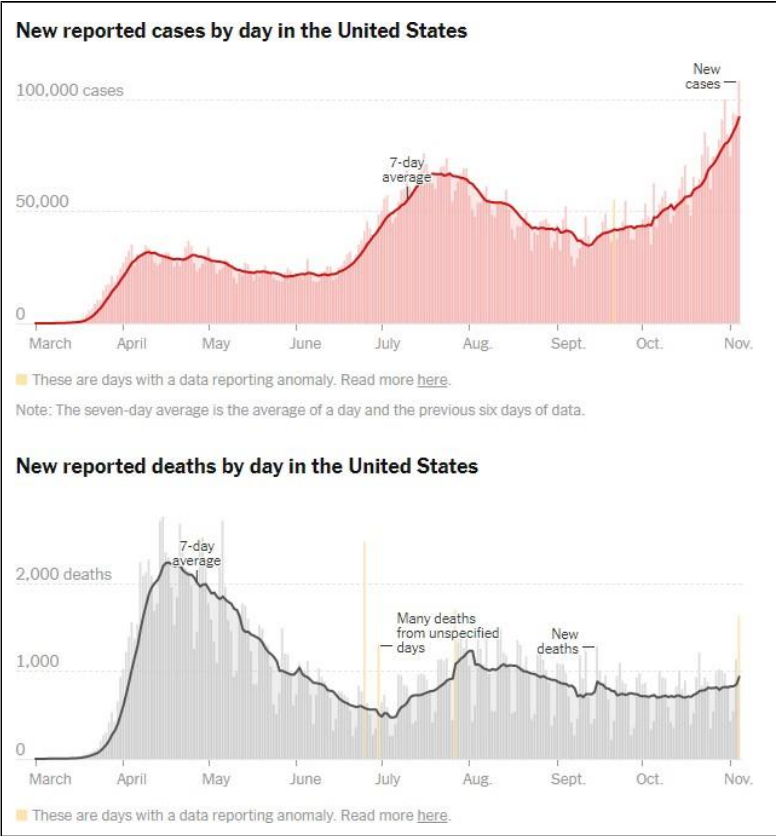 New reported cases by day in the United States
New
cases
100,000 cases
7-day
average
50,000
0
March April May June July Aug. Sept. Oct. Nov.
These are days with a data reporting anomaly. Read more here.
Note: The seven-day average is the average of a day and the previous six days of data.
New reported deaths by day in the United States
7-day
average
2,000 deaths
Many deaths
from unspecified
days
New
deaths
1,000
0
March April May June July Aug. Sept. Oct. Nov.
These are days with a data reporting anomaly. Read more here.